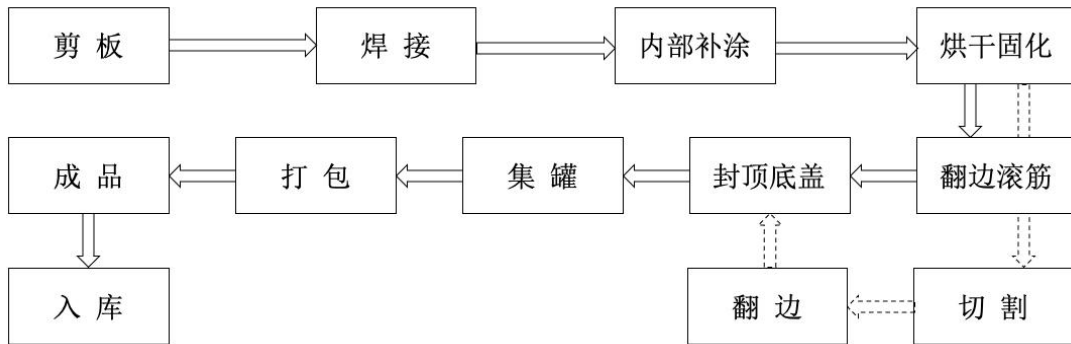 剪 板
焊 接
内部补涂
烘干固化
成 品
打 包
集 罐
封顶底盖
翻边滚筋
入 库
翻 边
切 割